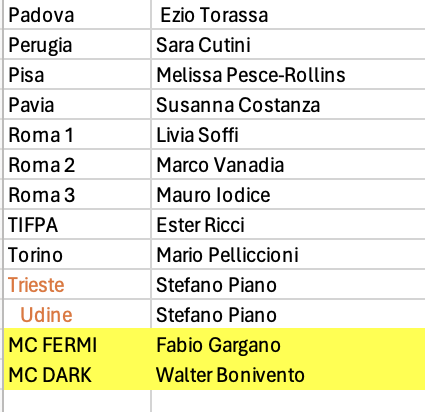 Padova Ezio Torassa
Perugia Sara Cutini
Pisa Melissa Pesce-Rollins
Pavia Susanna Costanza
Roma 1 Livia Soffi
Roma 2 Marco Vanadia
Roma 3 Mauro Iodice
TIFPA Ester Ricci
Torino Mario Pelliccioni
Trieste Stefano Piano
Udine Stefano Piano
MC FERMI Fabio Gargano
MC DARK Walter Bonivento